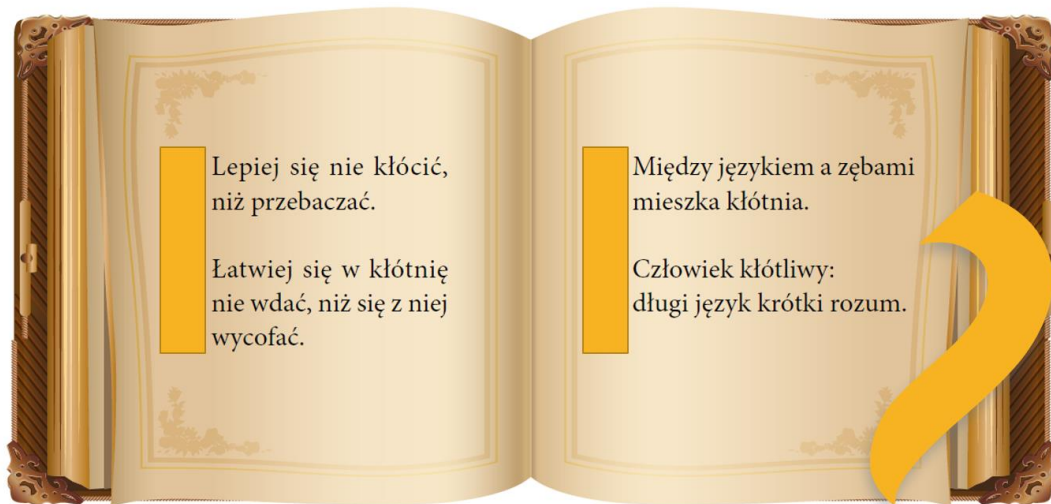 Lepiej się nie kłócić,
niż przebaczać.
Łatwiej się w kłótnię
nie wdać, niż się z niej
wycofać.
Między językiem a zębami
mieszka kłótnia.
Człowiek kłótliwy:
długi język krótki rozum.